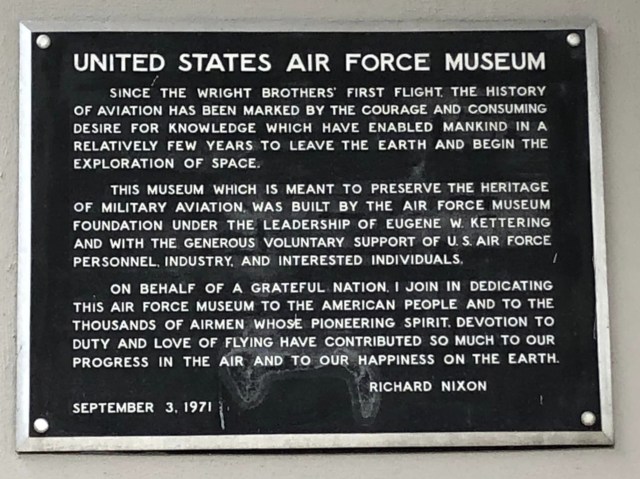 UNITED STATES AIR FORCE MUSEUM
SINCE THE WRIGHT BROTHERS' FIRST FLIGHT, THE HISTORY
OF AVIATION HAS BEEN MARKED BY THE COURAGE AND CONSUMING
DESIRE FOR KNOWLEDGE WHICH HAVE ENABLED MANKIND IN A
RELATIVELY FEW YEARS TO LEAVE THE EARTH AND BEGIN THE
EXPLORATION OF SPACE.
THIS MUSEUM WHICH IS MEANT TO PRESERVE THE HERITAGE
OF MILITARY AVIATION, WAS BUILT BY THE AIR FORCE MUSEUM
FOUNDATION UNDER THE LEADERSHIP OF EUGENE W. KETTERING
AND WITH THE GENEROUS VOLUNTARY SUPPORT OF U.S. AIR FORCE
PERSONNEL, INDUSTRY, AND INTERESTED INDIVIDUALS.
ON BEHALF OF A GRATEFUL NATION, I JOIN IN DEDICATING
THIS AIR FORCE MUSEUM TO THE AMERICAN PEOPLE AND TO THE
THOUSANDS OF AIRMEN WHOSE PIONEERING SPIRIT, DEVOTION TO
DUTY AND LOVE OF FLYING HAVE CONTRIBUTED SO MUCH TO OUR
PROGRESS IN THE AIR AND TO OUR HAPPINESS ON THE EARTH.
RICHARD NIXON
SEPTEMBER 3, 1971